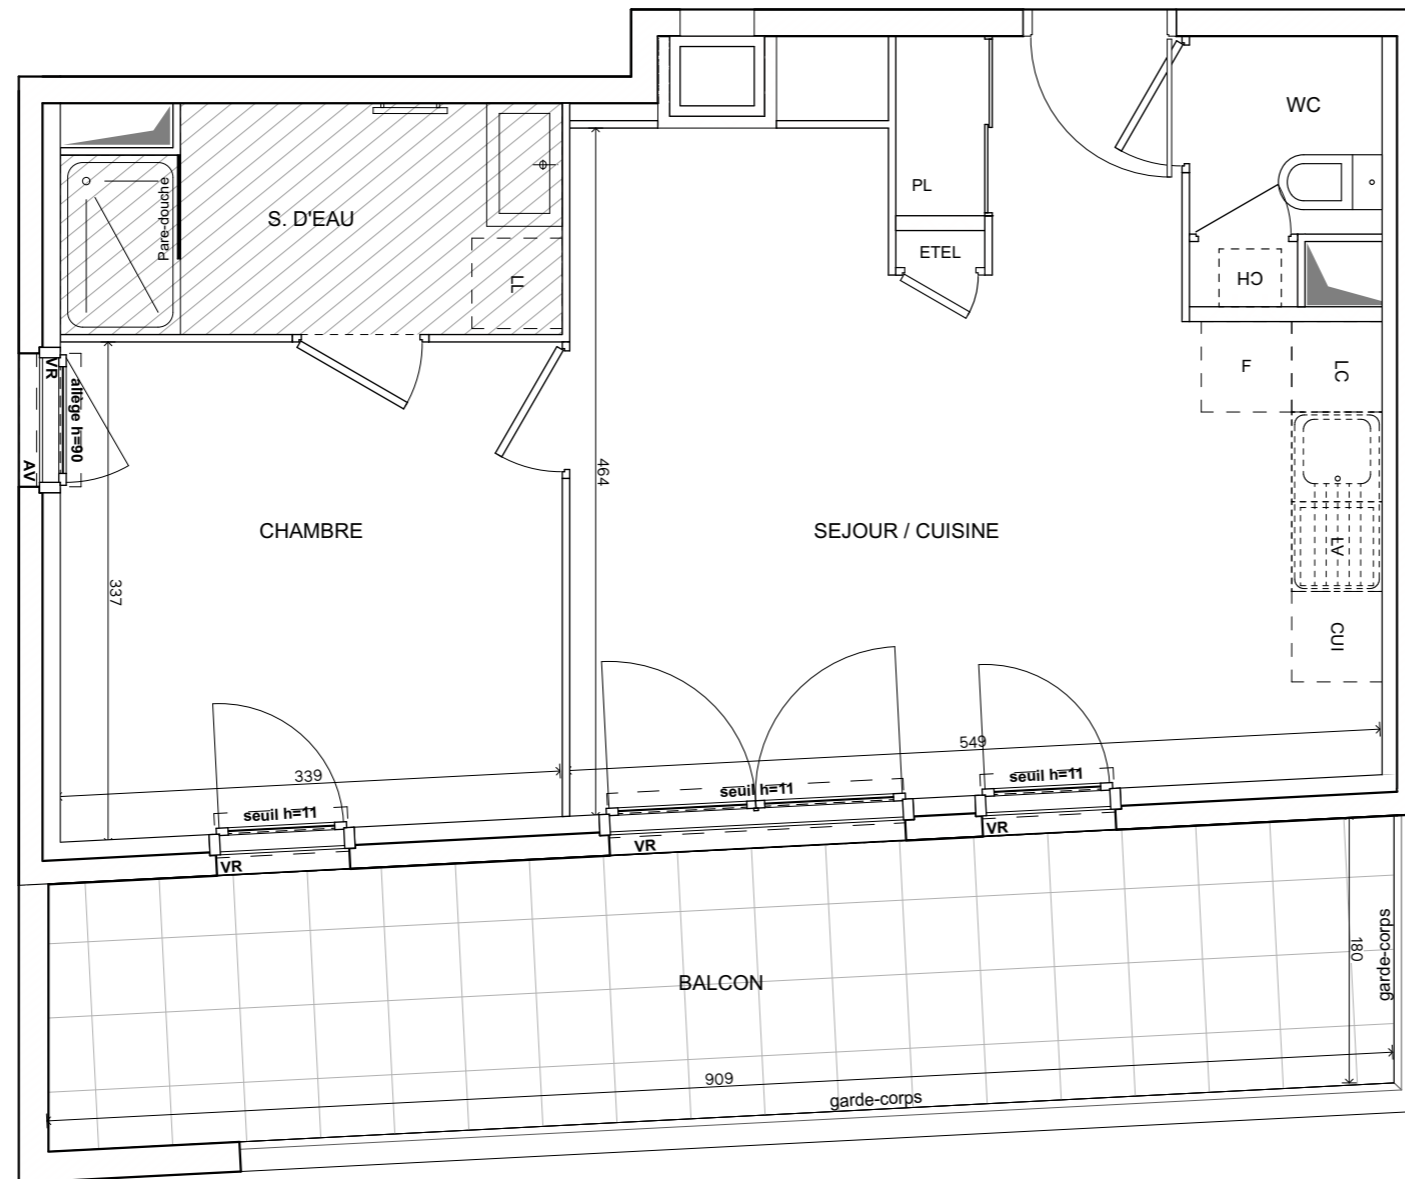 WC
Pare-douche
S. D'EAU
PL
ETEL
LL
CH
VR
allège h=90
AV
F
LC
464
CHAMBRE
SEJOUR / CUISINE
LV
337
CUI
549
339
seuil h=11
seuil h=11
seuil h=11
VR
VR
VR
180
garde-corps
BALCON
909
garde-corps